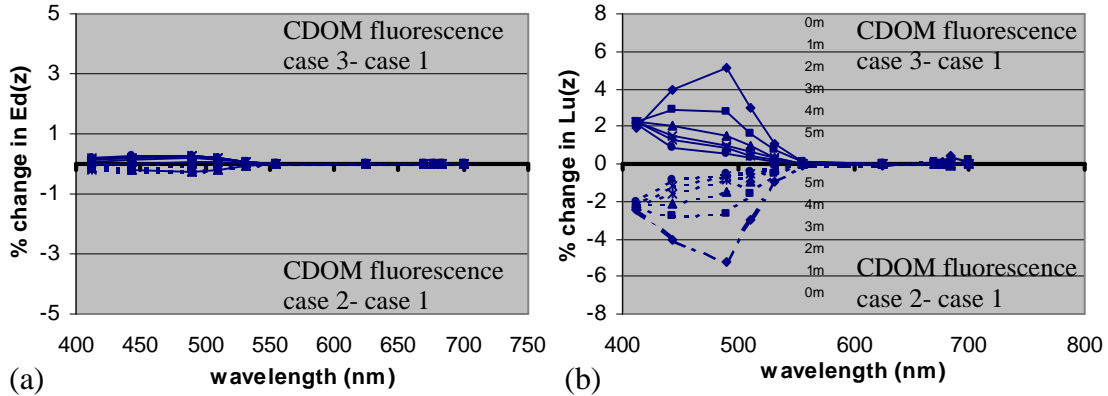 5
3
1
-1
-3
-5
% change in Ed(z)
CDOM fluorescence
case 3- case 1
CDOM fluorescence
case 2- case 1
400 450 500 550 600 650 700 750
wavelength (nm)
(a)
8
6
4
2
0
-2
-4
-6
-8
% change in Lu(z)
0m
1m
2m
3m
4m
5m
CDOM fluorescence
case 3- case 1
5m
4m
3m
2m
1m
0m
CDOM fluorescence
case 2- case 1
400 500 600 700 800
wavelength (nm)
(b)